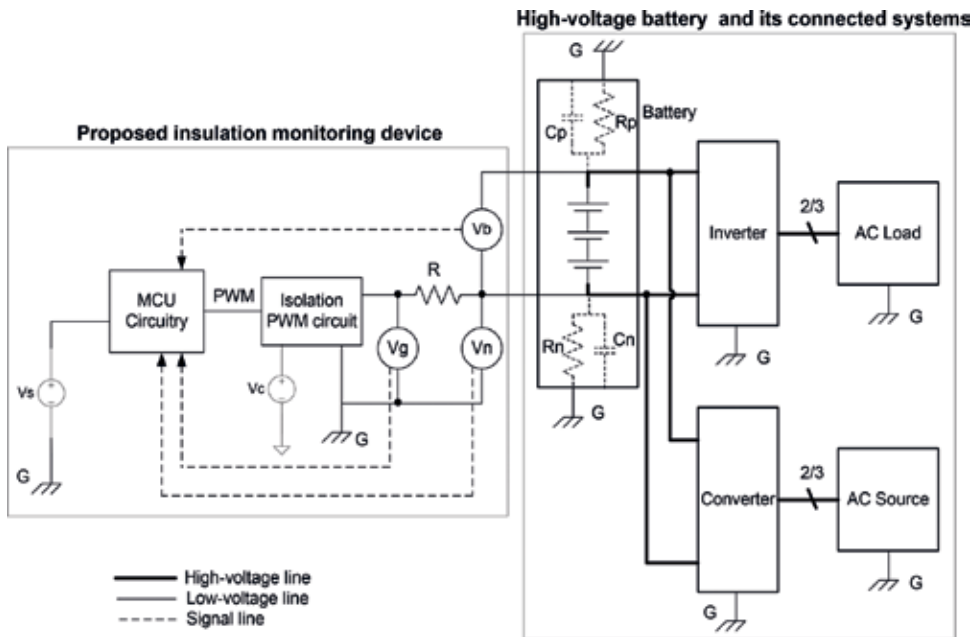 High-voltage battery and its connected systems
G
Cp
Rp
Battery
Proposed insulation monitoring device
Vb
Inverter
2/3
AC Load
R
MCU
Circuitry
PWM
Isolation
PWM circuit
Vg
Vn
Rn
Cn
G
G
G
Vs
Vc
G
G
Converter
2/3
AC Source
G
G
High-voltage line
Low-voltage line
Signal line